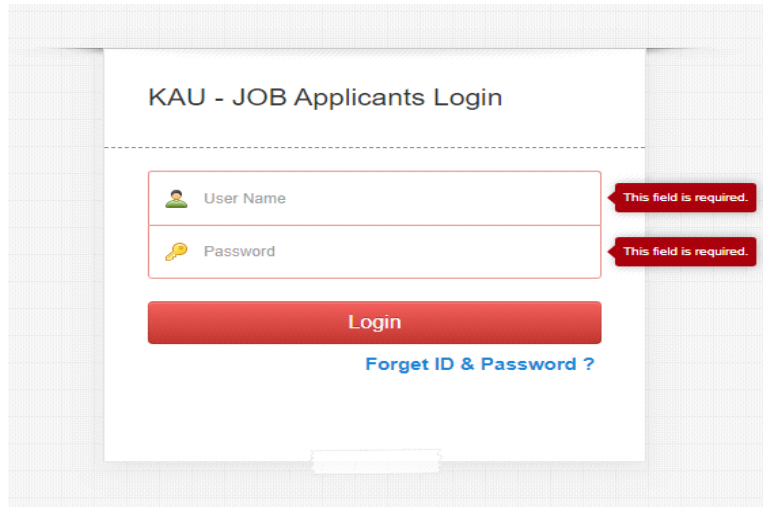 KAU - JOB Applicants Login
User Name
This field is required.
Password
This field is required.
Login
Forget ID & Password ?